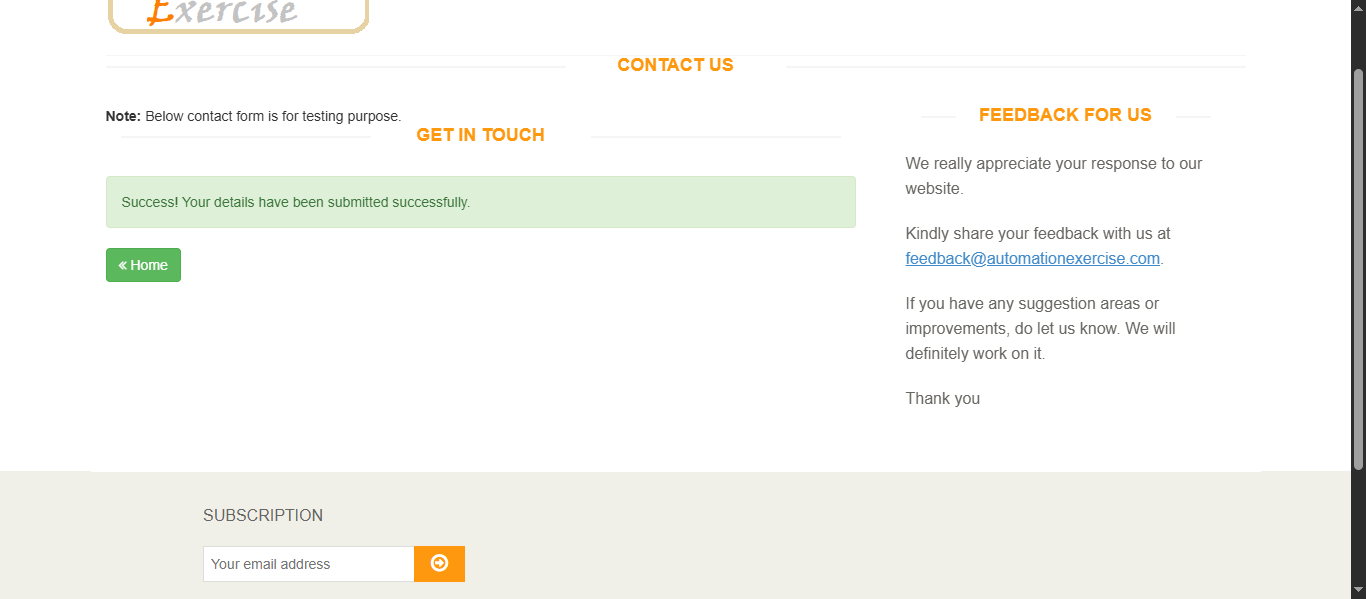 Exercise
CONTACT US
Note: Below contact form is for testing purpose.
GET IN TOUCH
Success! Your details have been submitted successfully.
« Home
FEEDBACK FOR US
We really appreciate your response to our
website.
Kindly share your feedback with us at
feedback@automationexercise.com.
If you have any suggestion areas or
improvements, do let us know. We will
definitely work on it.
Thank you
SUBSCRIPTION
Your email address